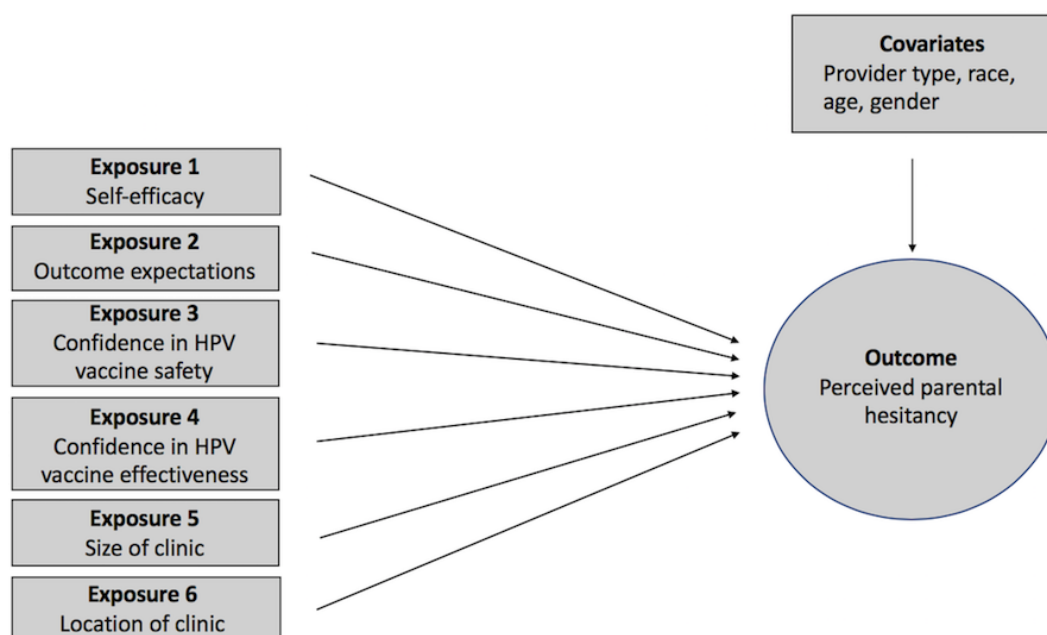 Covariates
Provider type, race,
age, gender
Exposure 1
Self-efficacy
Exposure 2
Outcome expectations
Exposure 3
Confidence in HPV
vaccine safety
Exposure 4
Confidence in HPV
vaccine effectiveness
Exposure 5
Size of clinic
Exposure 6
Location of clinic
Outcome
Perceived parental
hesitancy